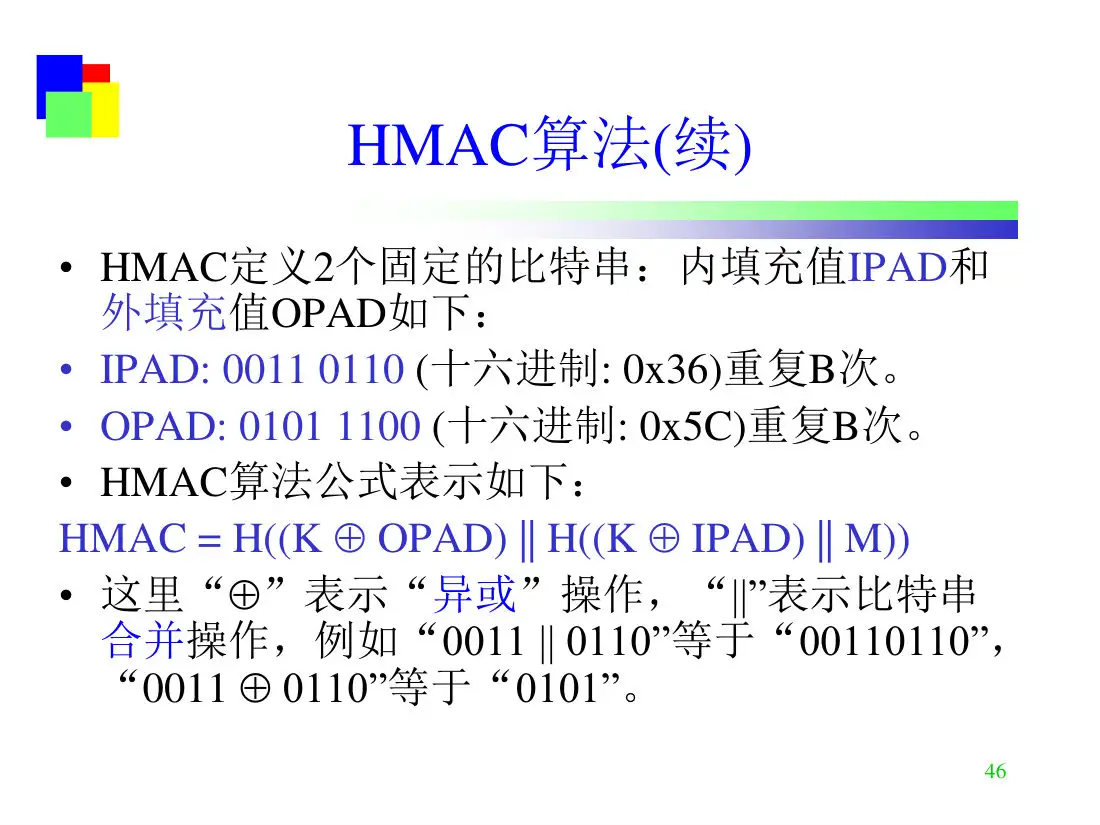 HMAC算法(续)
• HMAC定义2个固定的比特串：内填充值IPAD和
外填充值OPAD如下：
• IPAD: 0011 0110 (十六进制: 0x36)重复B次。
• OPAD: 0101 1100 (十六进制: 0x5C)重复B次。
• HMAC算法公式表示如下：
HMAC = H((K ⊕ OPAD) || H((K ⊕ IPAD) || M))
• 这里“⊕”表示“异或”操作，“||”表示比特串
合并操作，例如“0011 || 0110”等于“00110110”，
“0011 ⊕ 0110”等于“0101”。
46